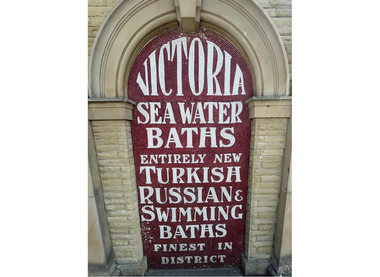 VICTORIA
SEA WATER
BATHS
ENTIRELY NEW
TURKISH
RUSSIAN &
SWIMMING
BATHS
FINEST IN
DISTRICT